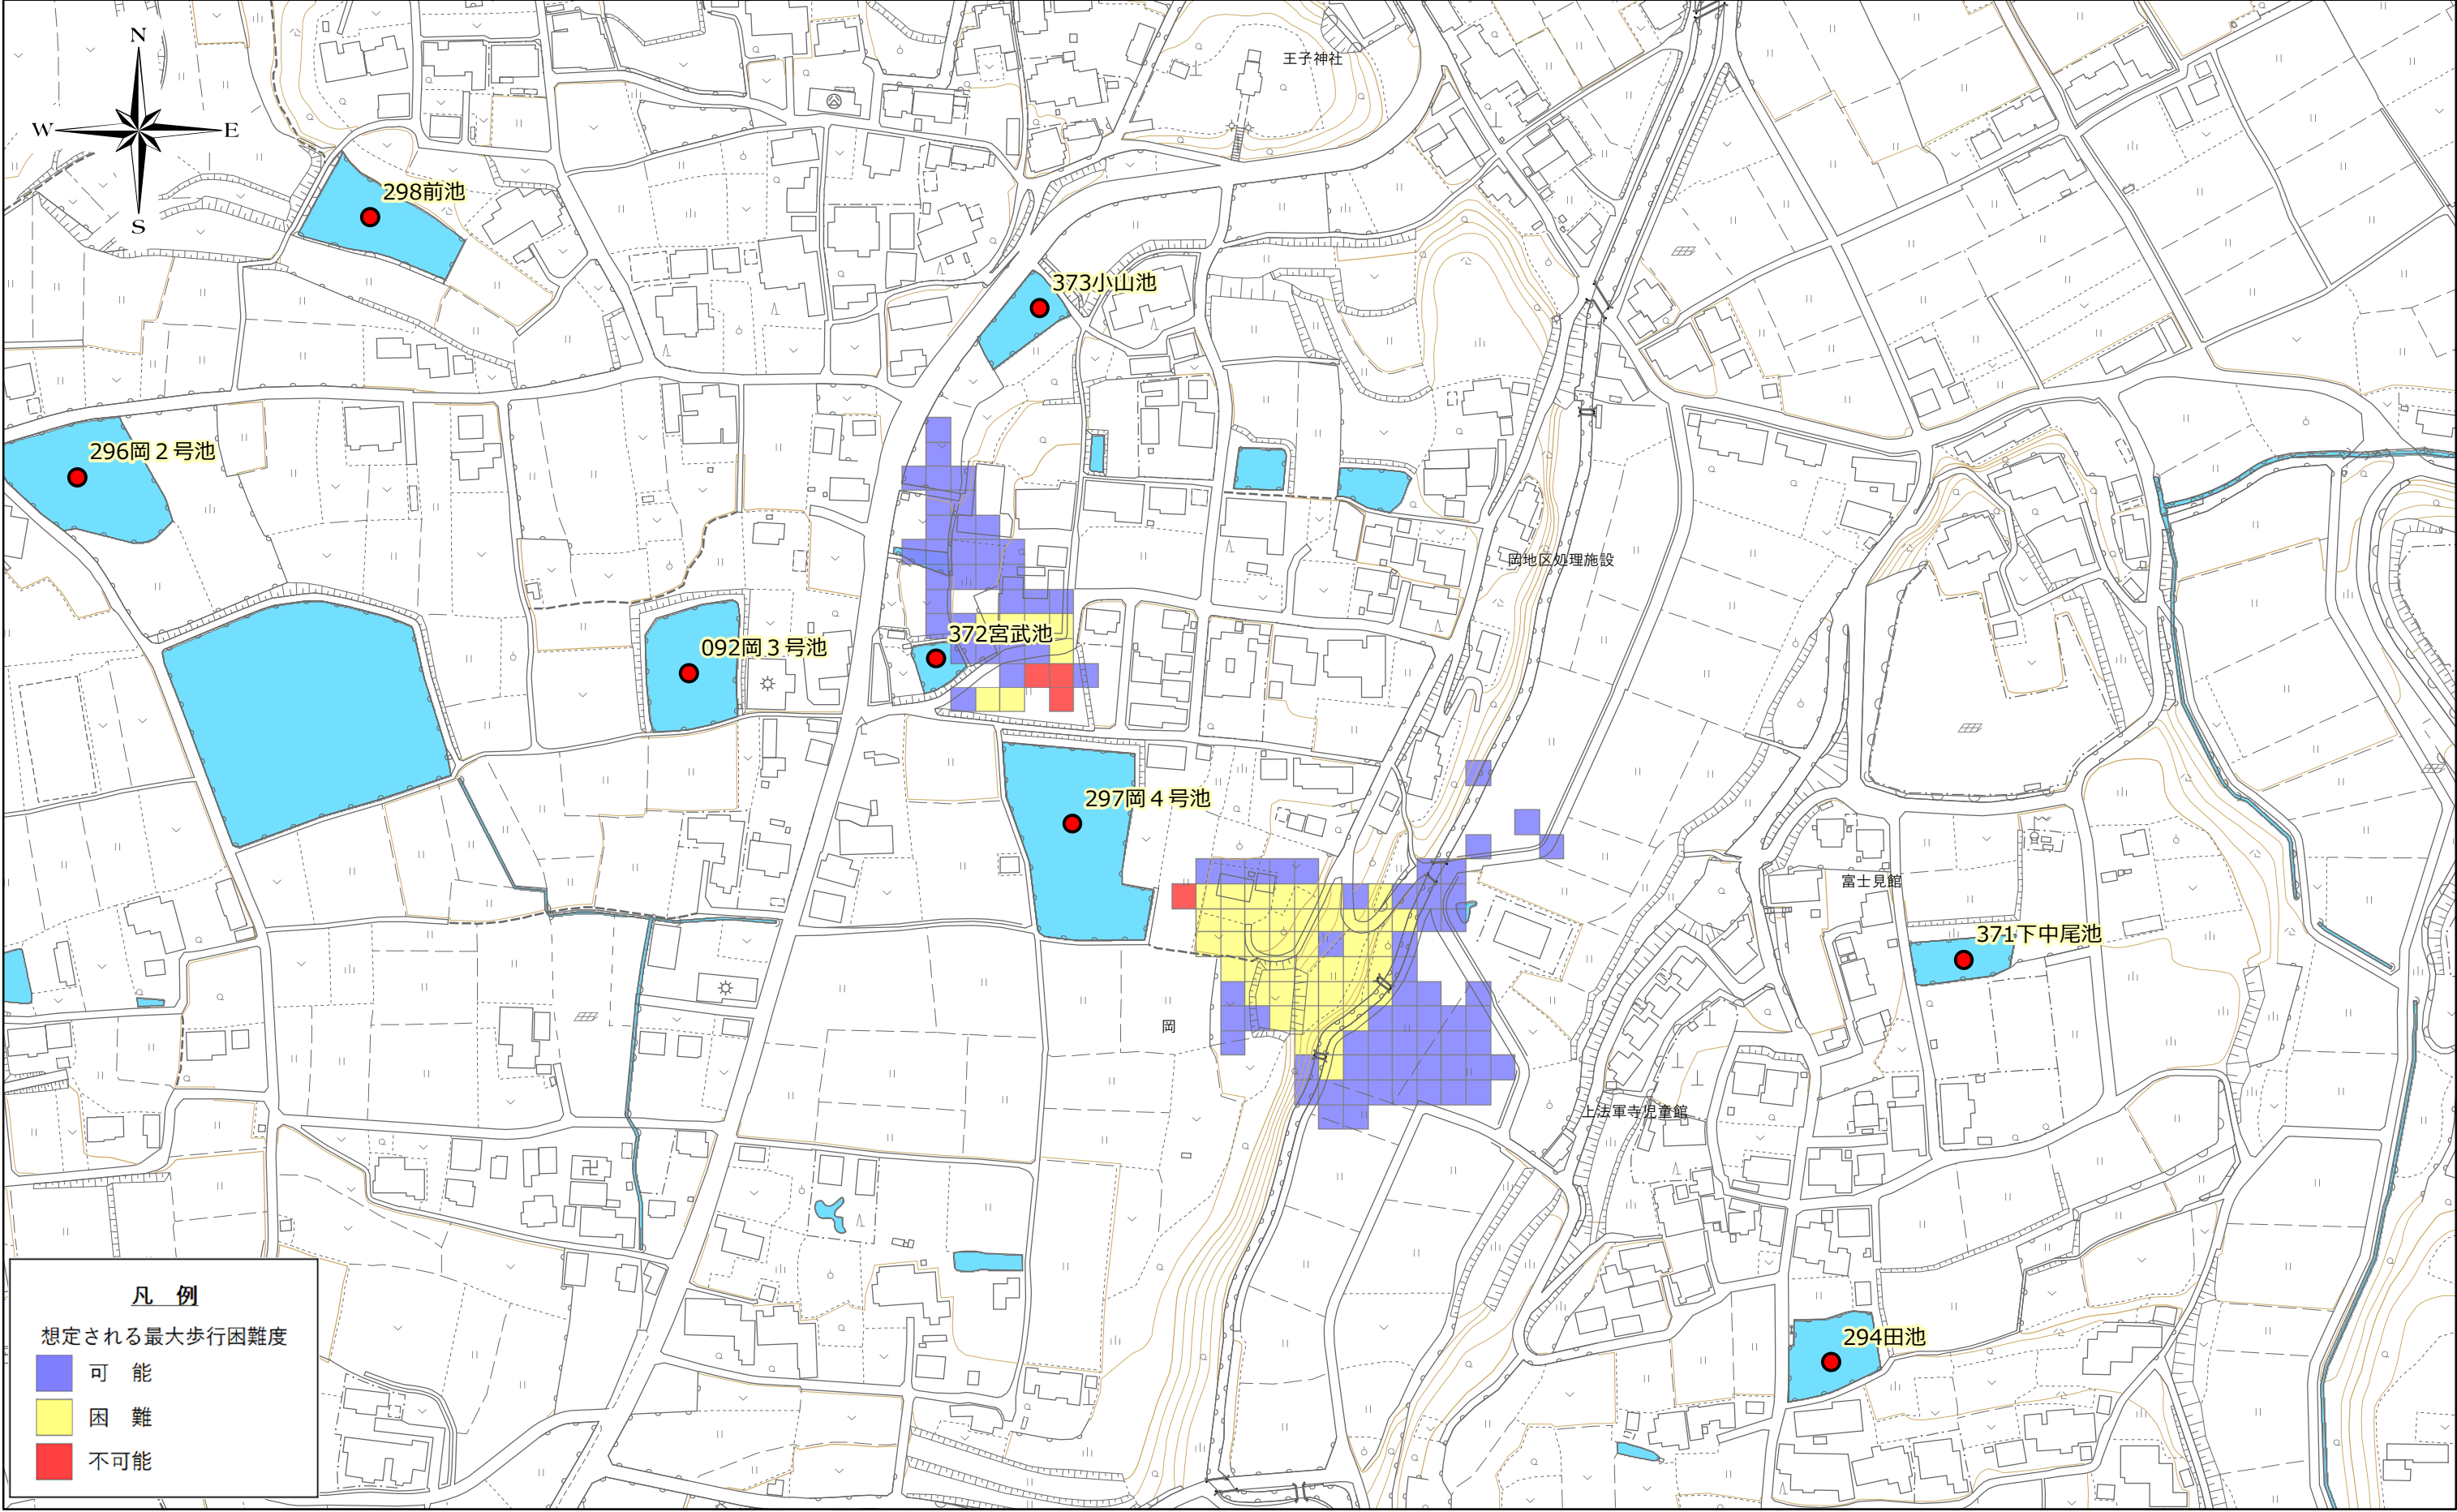 N
W E
S
王子神社
298前池
373小山池
296岡２号池
岡地区処理施設
372宮武池
092岡３号池
297岡４号池
富士見館
371下中尾池
岡
上法軍寺児童館
294田池
凡 例
想定される最大歩行困難度
可 能
困 難
不可能